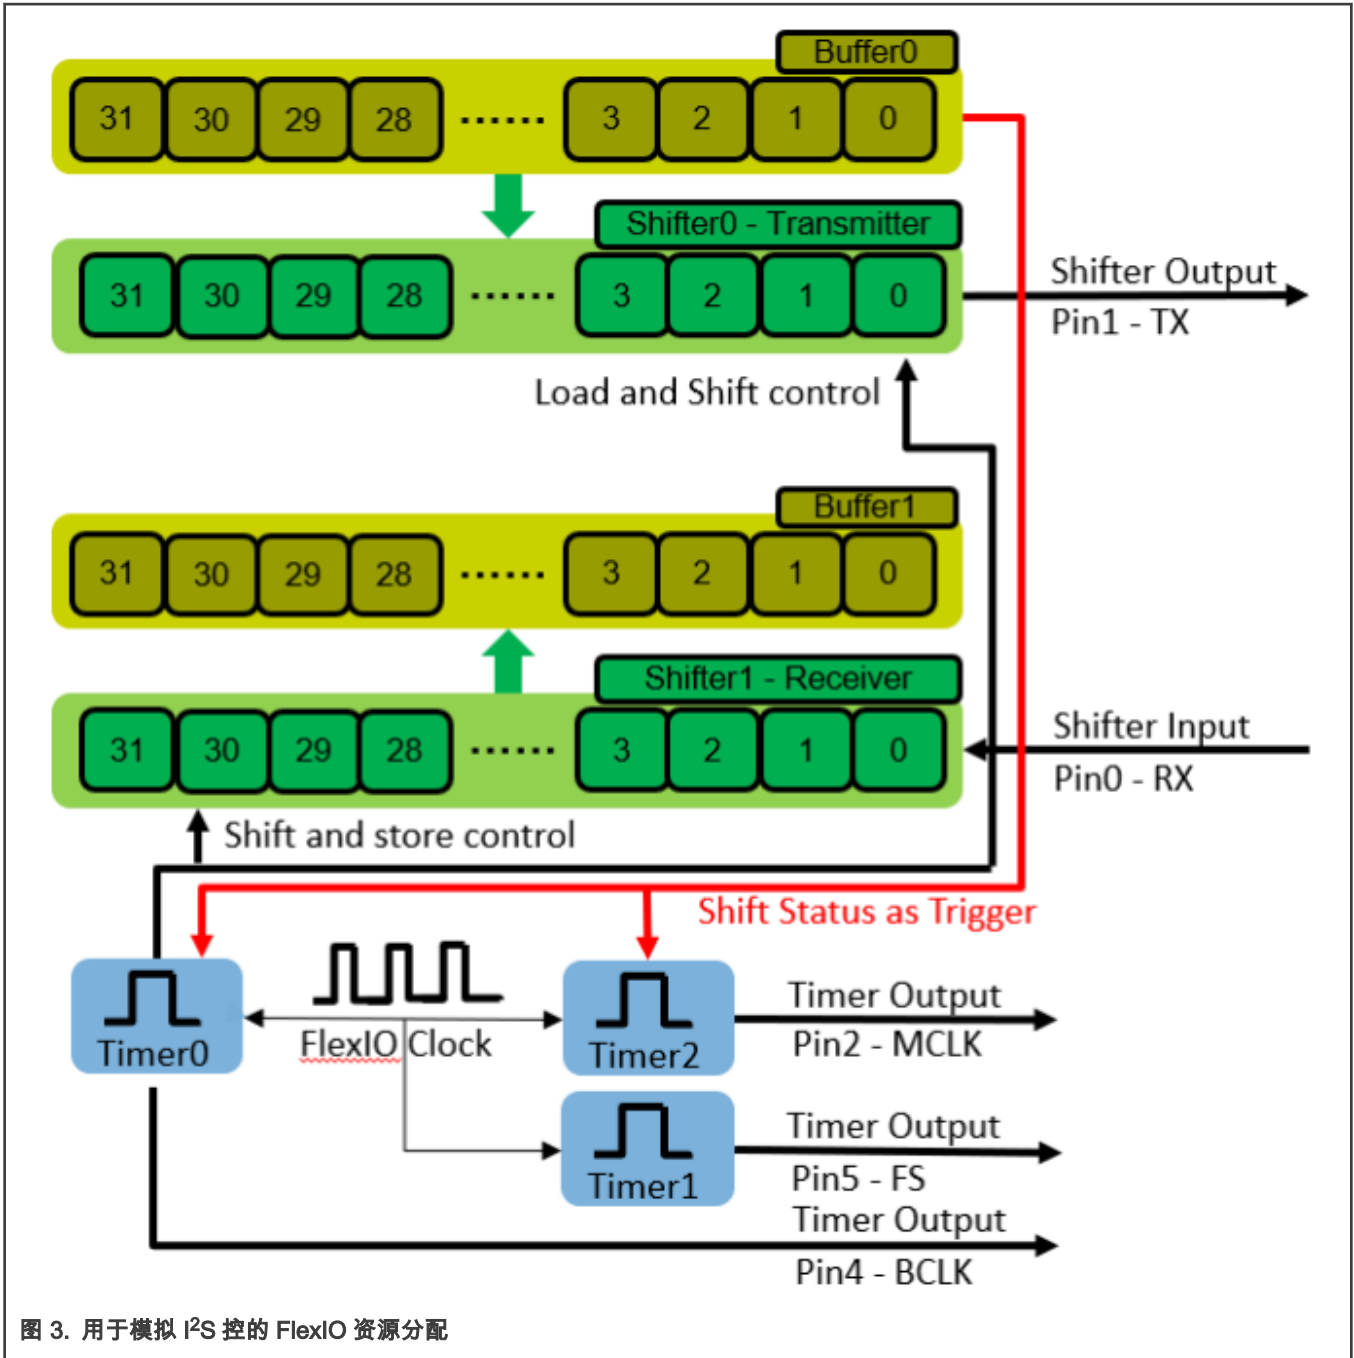 Buffer0
31 30 29 28 ...... 3 2 1 0
Shifter0 - Transmitter
31 30 29 28 ...... 3 2 1 0
Shifter Output
Pin1 - TX
Load and Shift control
Buffer1
31 30 29 28 ...... 3 2 1 0
Shifter1 - Receiver
31 30 29 28 ...... 3 2 1 0
Shifter Input
Pin0 - RX
Shift and store control
Shift Status as Trigger
Timer0
FlexIO Clock
Timer2
Timer Output
Pin2 - MCLK
Timer1
Timer Output
Pin5 - FS
Timer Output
Pin4 - BCLK
图 3. 用于模拟 I²S 控的 FlexIO 资源分配